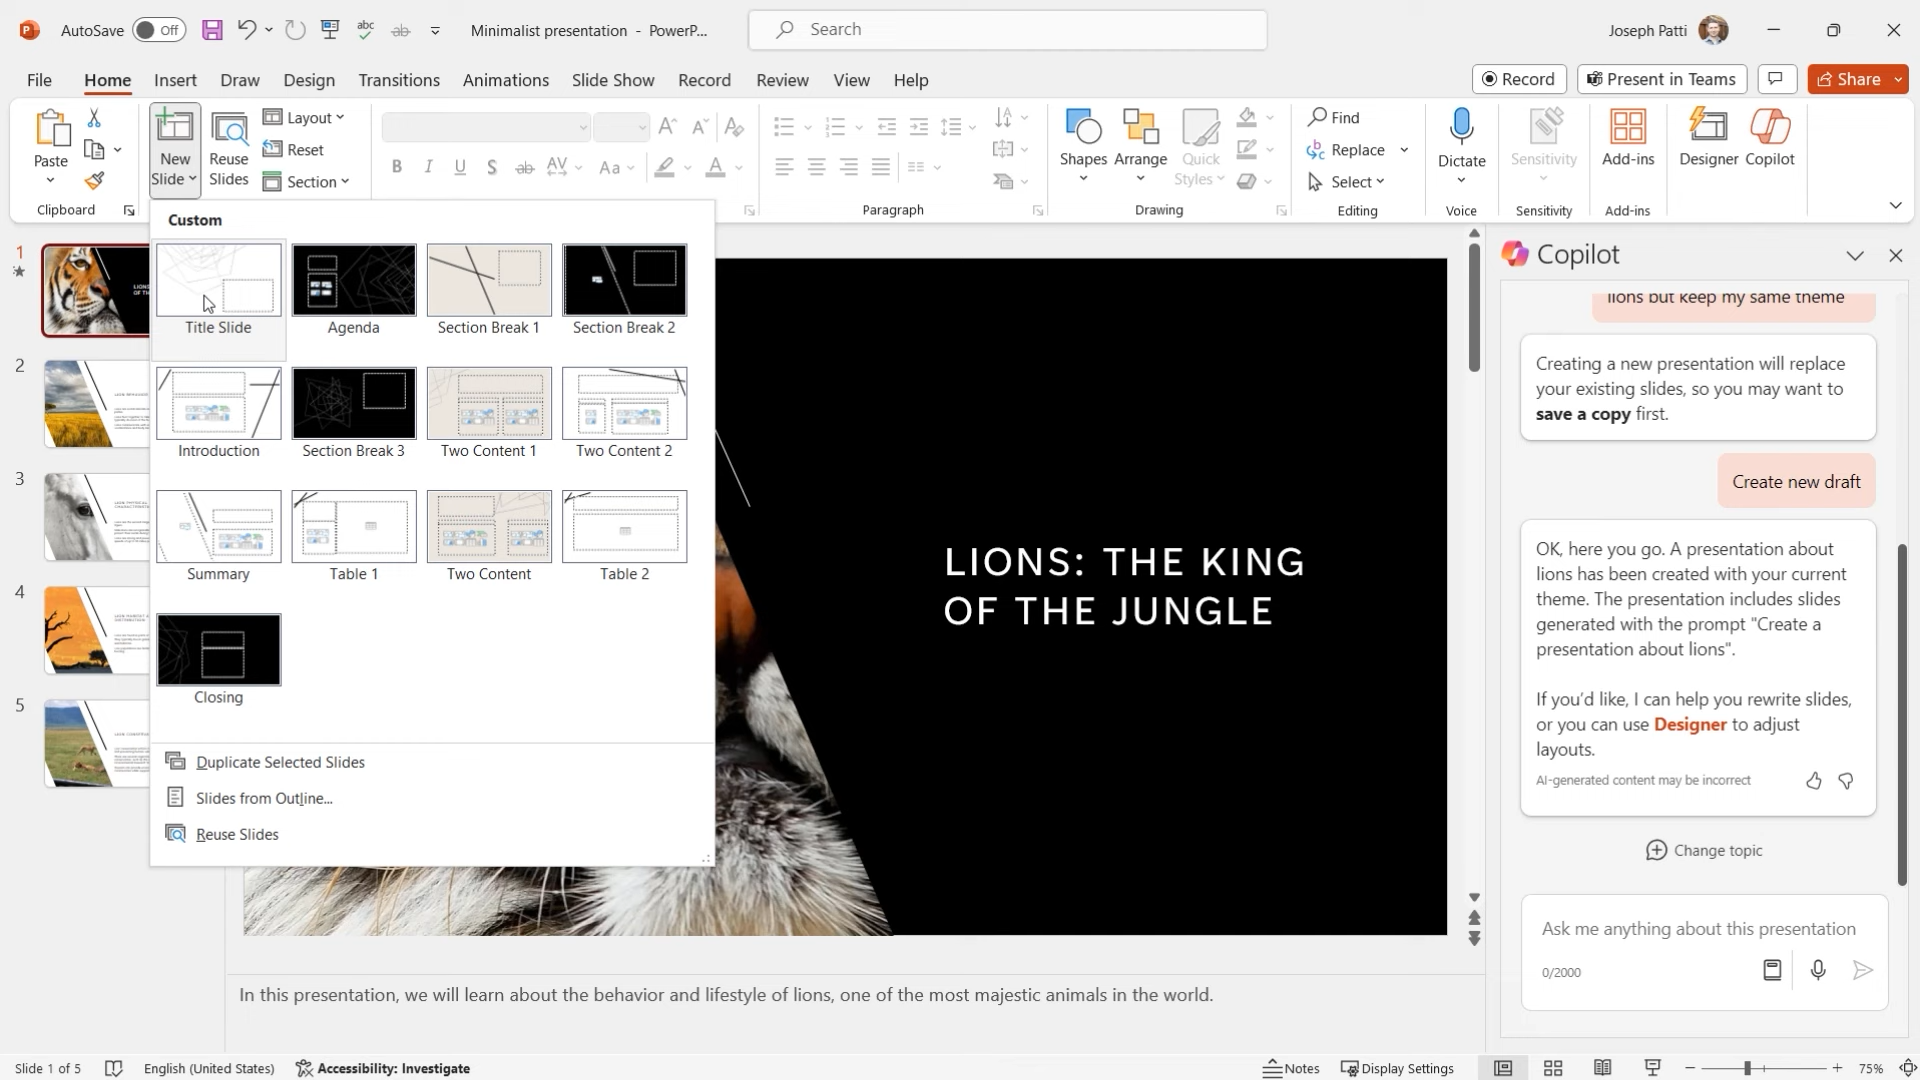 AutoSave Off Minimalist presentation - PowerP... Search Joseph Patti
File Home Insert Draw Design Transitions Animations Slide Show Record Review View Help Record Present in Teams Share
Paste
New
Slide
Reuse
Slides
Layout
Reset
Section
Clipboard
Aa
Paragraph
Shapes Arrange Quick
Styles
Drawing
Find
Replace
Select
Editing
Dictate
Voice
Sensitivity
Sensitivity
Add-ins
Add-ins
Designer Copilot
Custom
Title Slide Agenda Section Break 1 Section Break 2
Introduction Section Break 3 Two Content 1 Two Content 2
Summary Table 1 Two Content Table 2
Closing
Duplicate Selected Slides
Slides from Outline...
Reuse Slides
1
2
3
4
5
LIONS: THE KING
OF THE JUNGLE
In this presentation, we will learn about the behavior and lifestyle of lions, one of the most majestic animals in the world.
Copilot
lions but keep my same theme
Creating a new presentation will replace
your existing slides, so you may want to
save a copy first.
Create new draft
OK, here you go. A presentation about
lions has been created with your current
theme. The presentation includes slides
generated with the prompt "Create a
presentation about lions".
If you'd like, I can help you rewrite slides,
or you can use Designer to adjust
layouts.
AI-generated content may be incorrect
Change topic
Ask me anything about this presentation
0/2000
Slide 1 of 5 English (United States) Accessibility: Investigate Notes Display Settings 75%